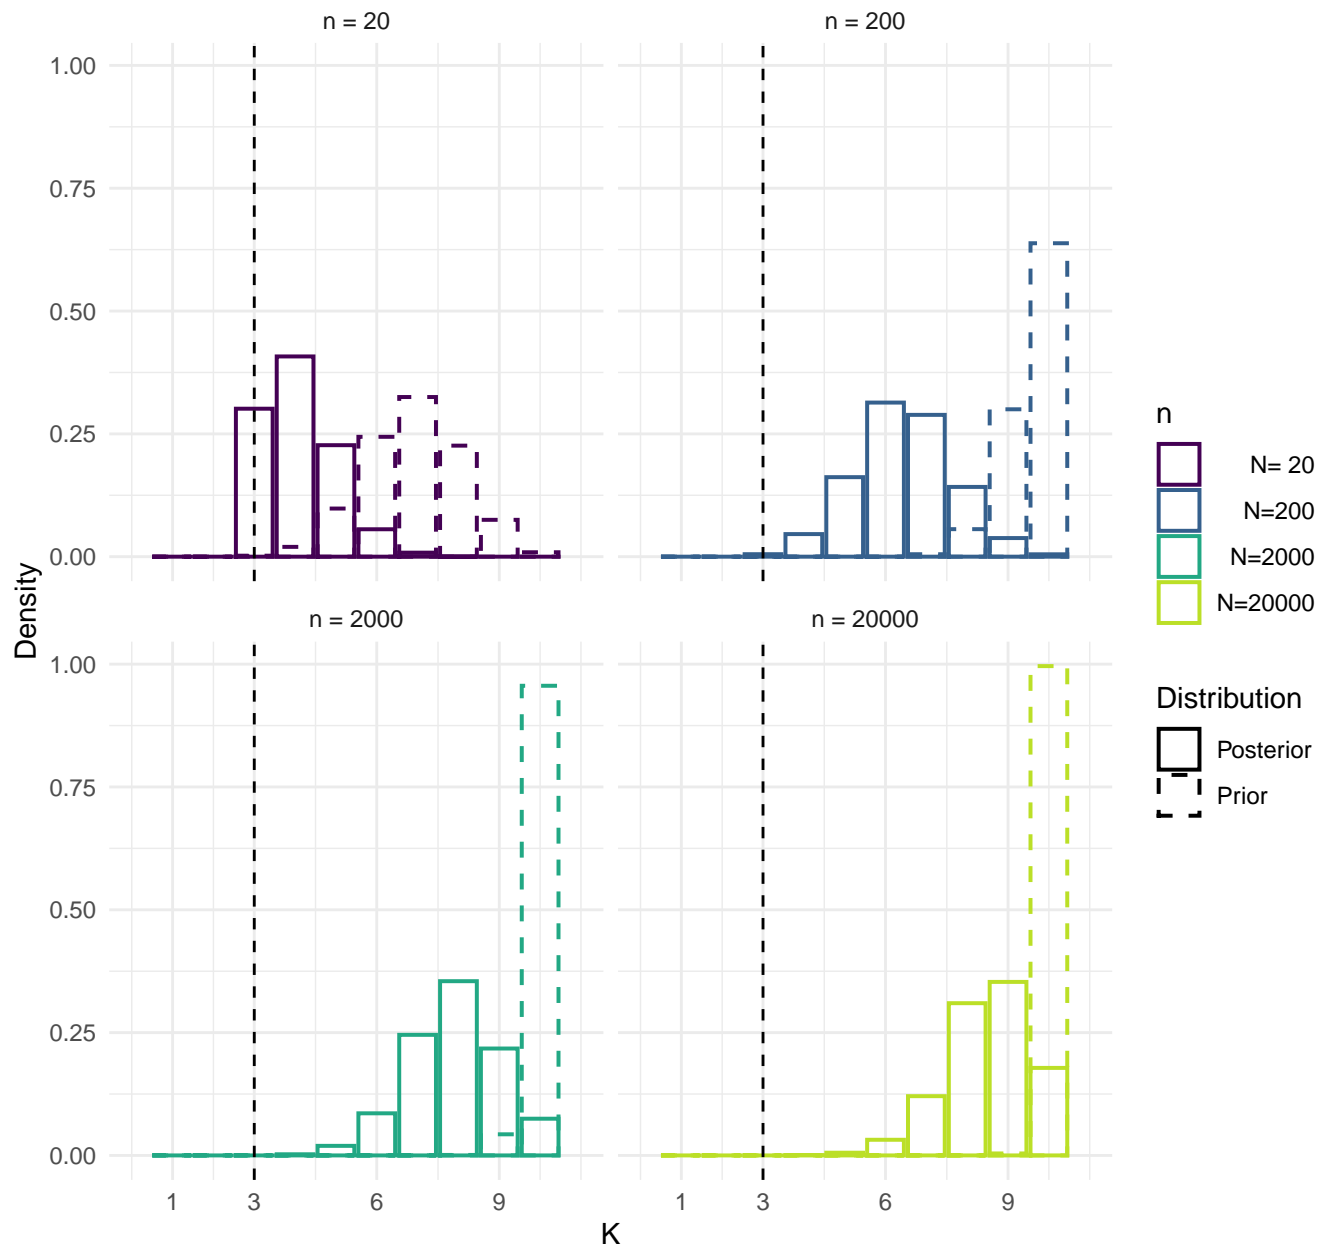 n = 20
n = 200
1.00
0.75
0.50
0.25
0.00
n = 2000
n = 20000
1.00
0.75
0.50
0.25
0.00
1 3 6 9
1 3 6 9
K
Density
n
N= 20
N=200
N=2000
N=20000
Distribution
Posterior
Prior